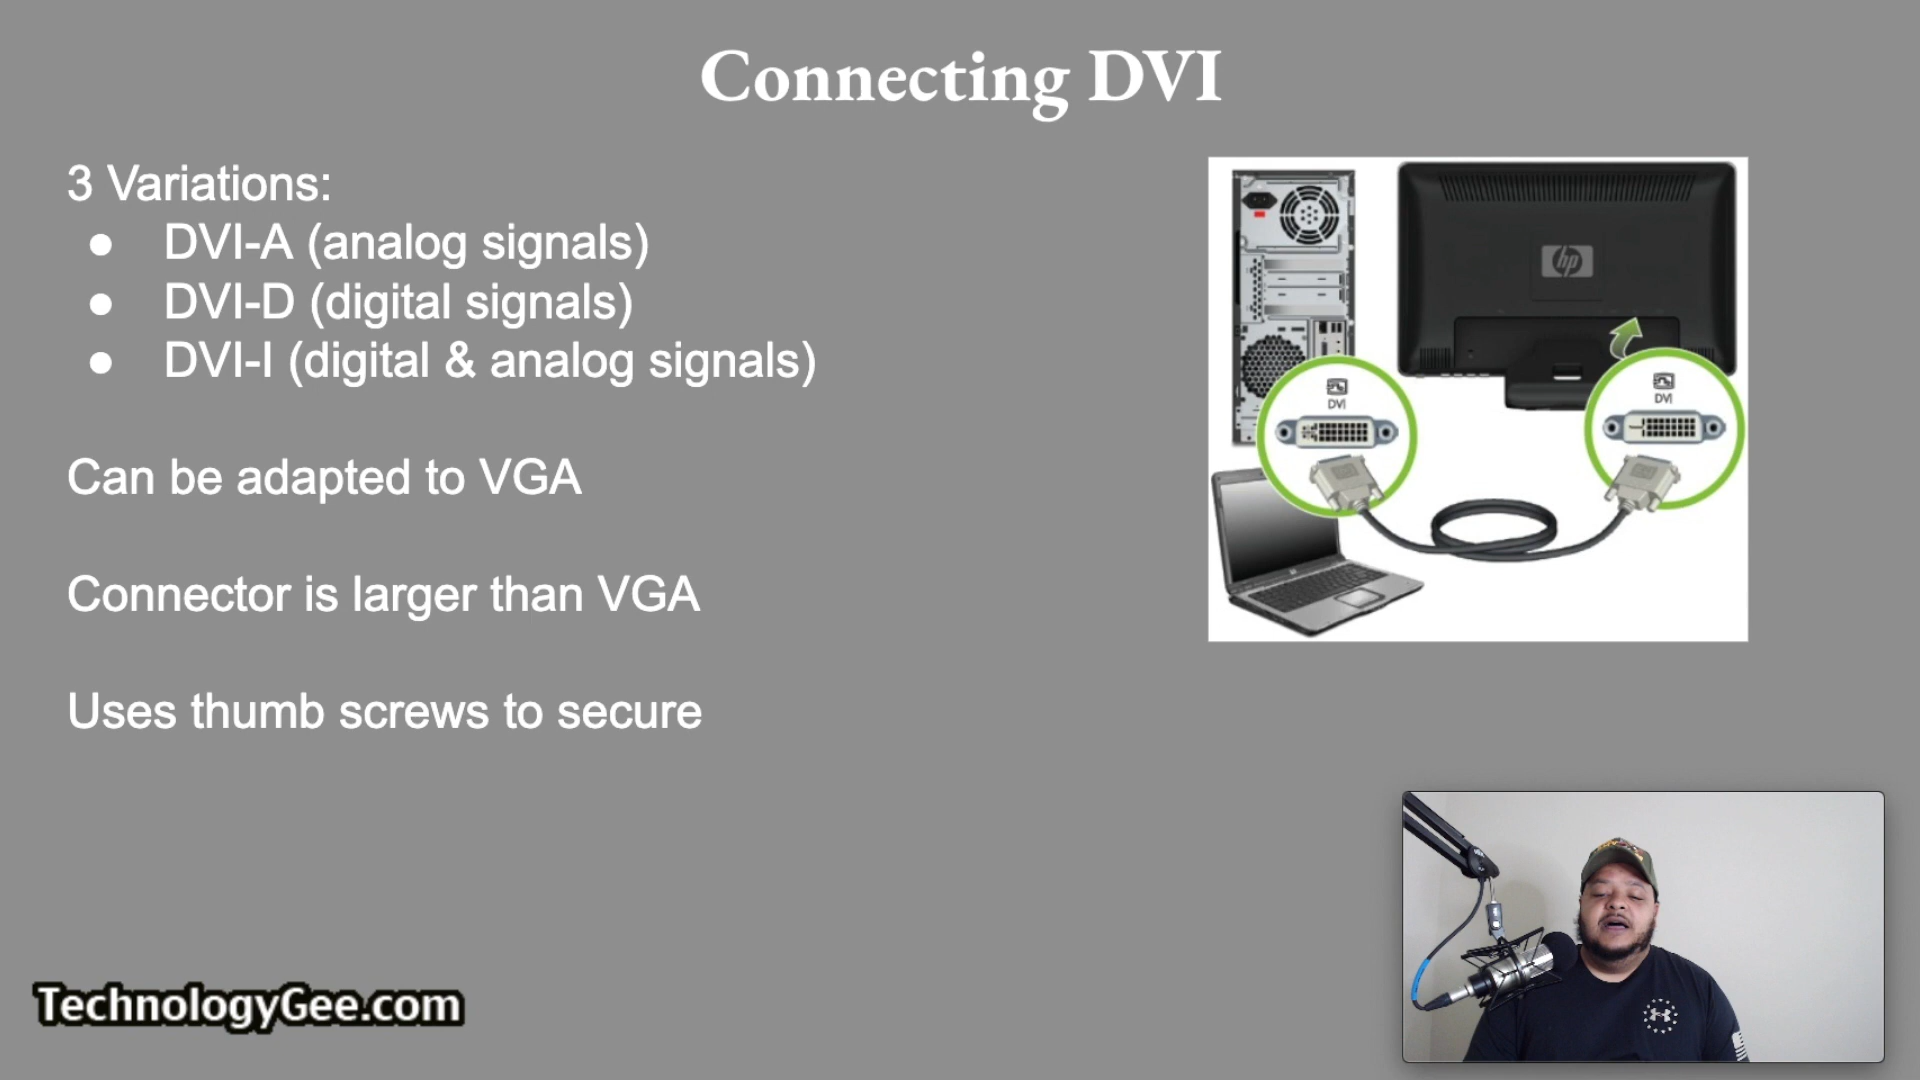 Connecting DVI
3 Variations:
● DVI-A (analog signals)
● DVI-D (digital signals)
● DVI-I (digital & analog signals)
Can be adapted to VGA
Connector is larger than VGA
Uses thumb screws to secure
hp
DVI
DVI
TechnologyGee.com